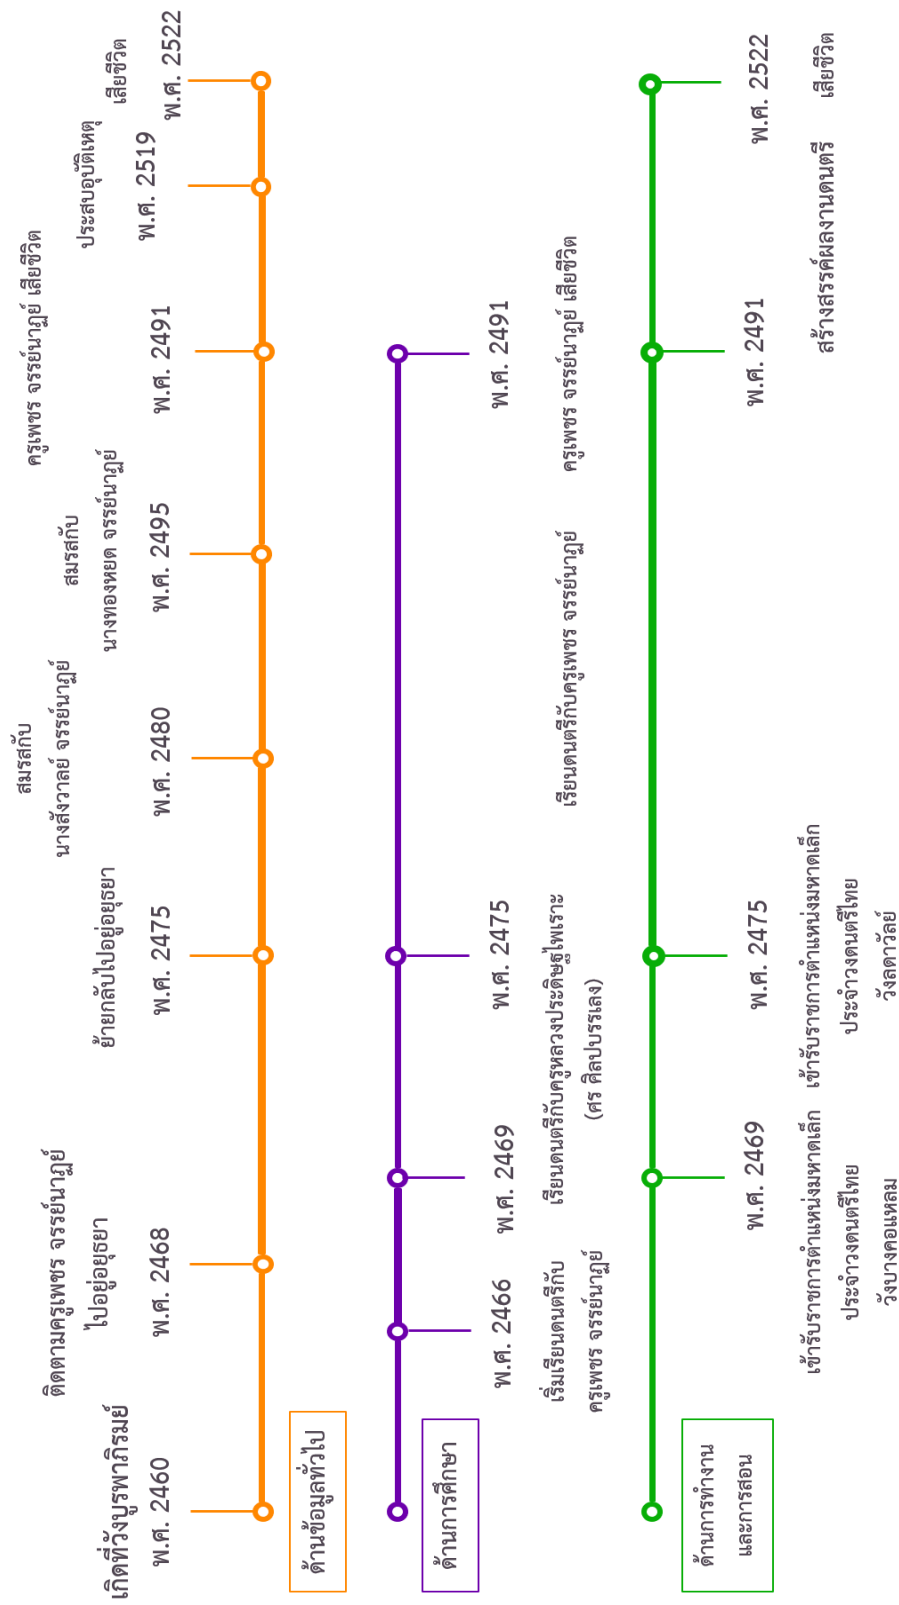 เกิดที่วังบูรพาภิรมย์
พ.ศ. 2460
ติดตามครูเพชร จรรย์นาฏย์
ไปอยู่อยุธยา
พ.ศ. 2468
ย้ายกลับไปอยู่อยุธยา
พ.ศ. 2475
สมรสกับ
นางสังวาลย์ จรรย์นาฏย์
พ.ศ. 2480
สมรสกับ
นางทองหยด จรรย์นาฏย์
พ.ศ. 2495
ครูเพชร จรรย์นาฏย์ เสียชีวิต
พ.ศ. 2491
ประสบอุบัติเหตุ
พ.ศ. 2519
เสียชีวิต
พ.ศ. 2522
ด้านข้อมูลทั่วไป
ด้านการศึกษา
พ.ศ. 2466
เริ่มเรียนดนตรีกับ
ครูเพชร จรรย์นาฏย์
พ.ศ. 2469
เรียนดนตรีกับครูหลวงประดิษฐไพเราะ
(ศร ศิลปบรรเลง)
พ.ศ. 2475
เรียนดนตรีกับครูเพชร จรรย์นาฏย์
พ.ศ. 2491
ครูเพชร จรรย์นาฏย์ เสียชีวิต
ด้านการทำงาน
และการสอน
พ.ศ. 2469
เข้ารับราชการตำแหน่งมหาดเล็ก
ประจำวงดนตรีไทย
วังบางคอแหลม
พ.ศ. 2475
เข้ารับราชการตำแหน่งมหาดเล็ก
ประจำวงดนตรีไทย
วังลดาวัลย์
พ.ศ. 2491
สร้างสรรค์ผลงานดนตรี
พ.ศ. 2522
เสียชีวิต